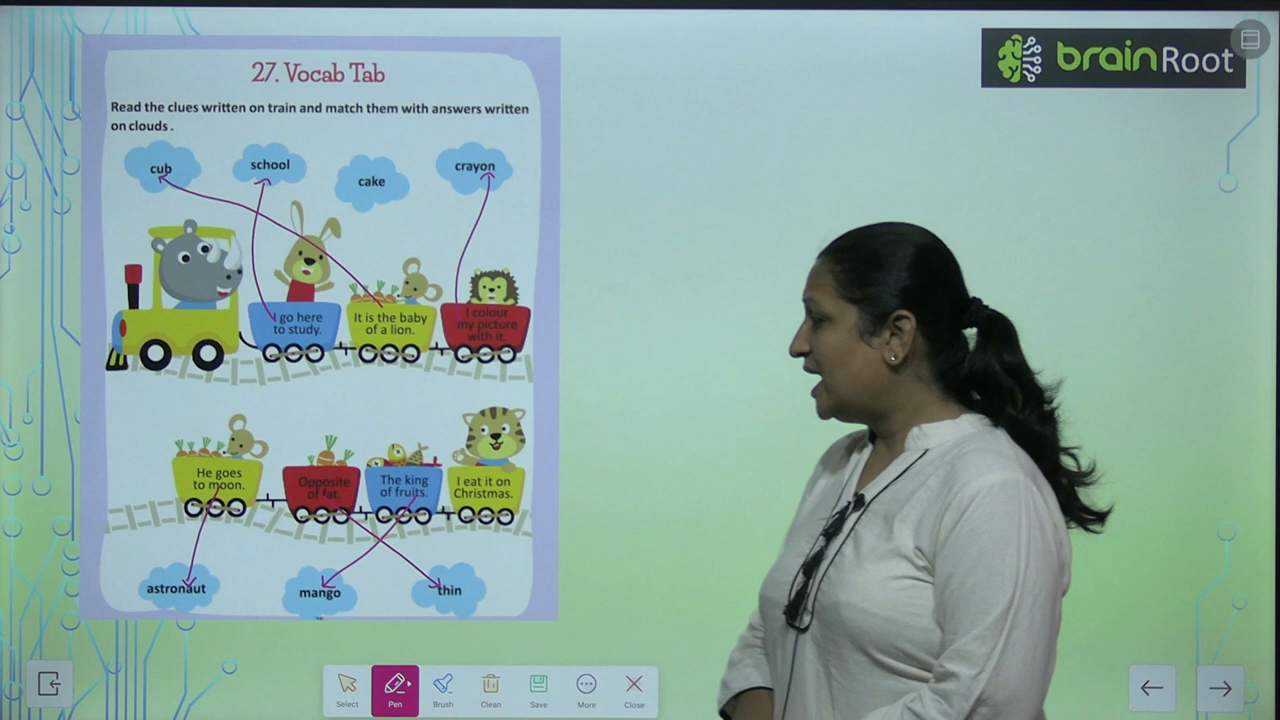 brainRoot
27. Vocab Tab
Read the clues written on train and match them with answers written
on clouds .
cub
school
cake
crayon
I go here
to study.
It is the baby
of a lion.
I colour
my picture
with it.
He goes
to moon.
Opposite
of fat.
The king
of fruits.
I eat it on
Christmas.
astronaut
mango
thin
Select
Pen
Brush
Clean
Save
More
Close